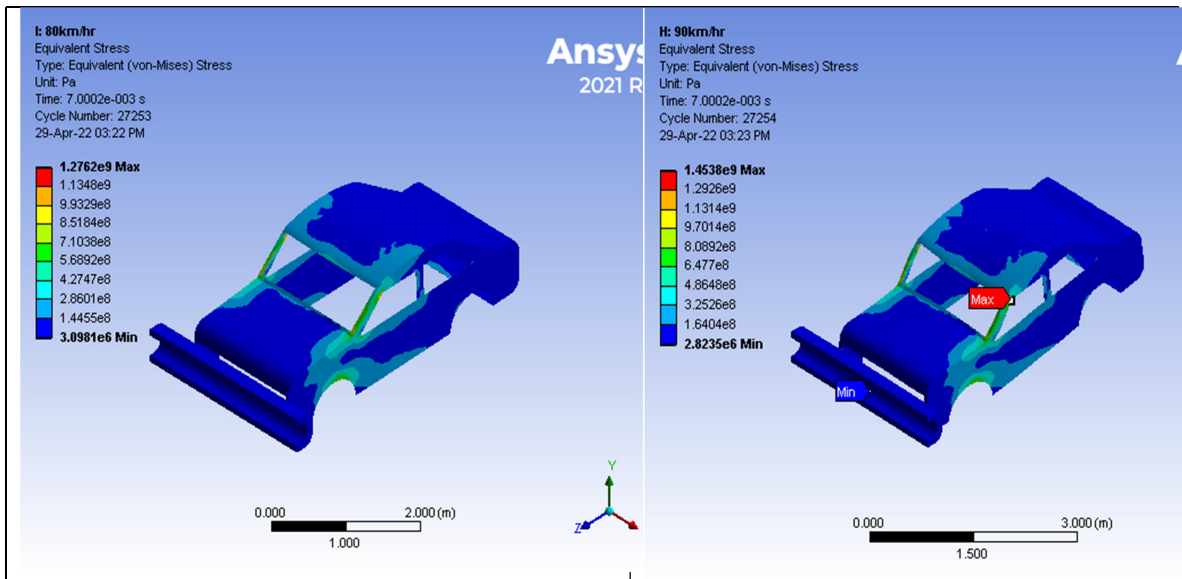 I: 80km/hr
Equivalent Stress
Type: Equivalent (von-Mises) Stress
Unit: Pa
Time: 7.0002e-003 s
Cycle Number: 27253
29-Apr-22 03:22 PM
Ansys
2021 R
1.2762e9 Max
1.1348e9
9.9329e8
8.5184e8
7.1038e8
5.6892e8
4.2747e8
2.8601e8
1.4455e8
3.0981e6 Min
0.000
2.000 (m)
1.000
Y
Z
H: 90km/hr
Equivalent Stress
Type: Equivalent (von-Mises) Stress
Unit: Pa
Time: 7.0002e-003 s
Cycle Number: 27254
29-Apr-22 03:23 PM
1.4538e9 Max
1.2926e9
1.1314e9
9.7014e8
8.0892e8
6.477e8
4.8648e8
3.2526e8
1.6404e8
2.8235e6 Min
Max
Min
0.000
3.000 (m)
1.500